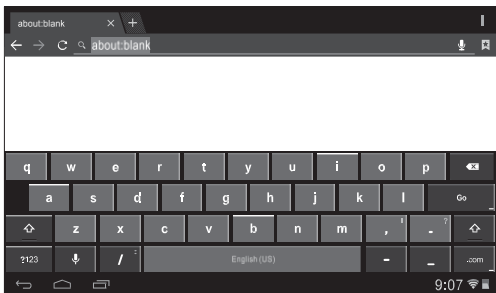 about:blank
about:blank
q w e r t y u i o p
a s d f g h j k l Go
z x c v b n m , ! . ?
?123 / : English (US) - _ .com
9:07